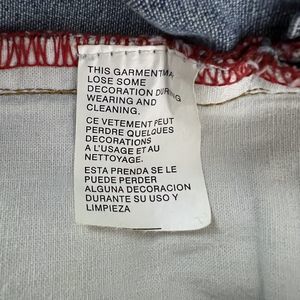 THIS GARMENT MA
LOSE SOME
DECORATION DURING
WEARING AND
CLEANING.
CE VETEMENT PEUT
PERDRE QUELQUES
DECORATIONS
A L'USAGE ET AU
NETTOYAGE.
ESTA PRENDA SE LE
PUEDE PERDER
ALGUNA DECORACION
DURANTE SU USO Y
LIMPIEZA